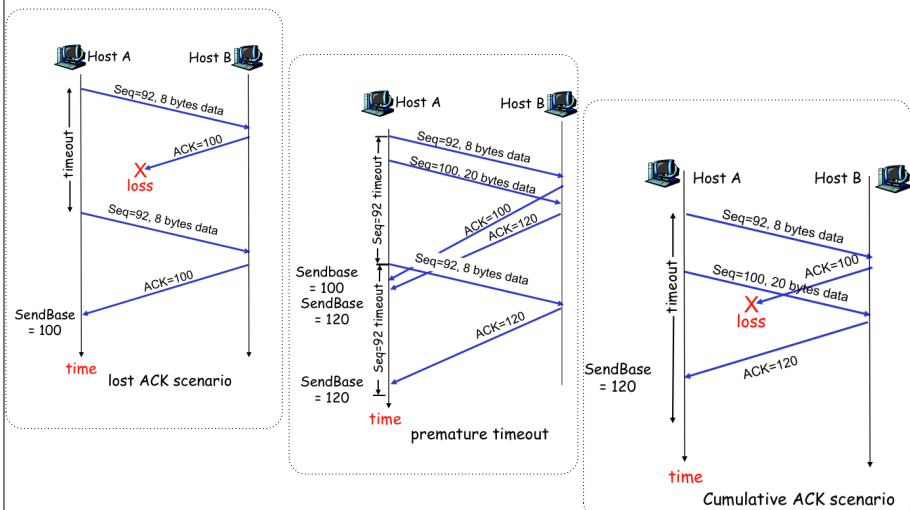 Host A
Host B
Seq=92, 8 bytes data
timeout
ACK=100
X
loss
Seq=92, 8 bytes data
ACK=100
SendBase
= 100
time
lost ACK scenario
Host A
Host B
Seq=92, 8 bytes data
Seq=100, 20 bytes data
Seq=92 timeout
ACK=100
ACK=120
Seq=92, 8 bytes data
Sendbase
= 100
SendBase
= 120
Seq=92 timeout
ACK=120
SendBase
= 120
time
premature timeout
Host A
Host B
Seq=92, 8 bytes data
timeout
ACK=100
Seq=100, 20 bytes data
X
loss
ACK=120
SendBase
= 120
time
Cumulative ACK scenario